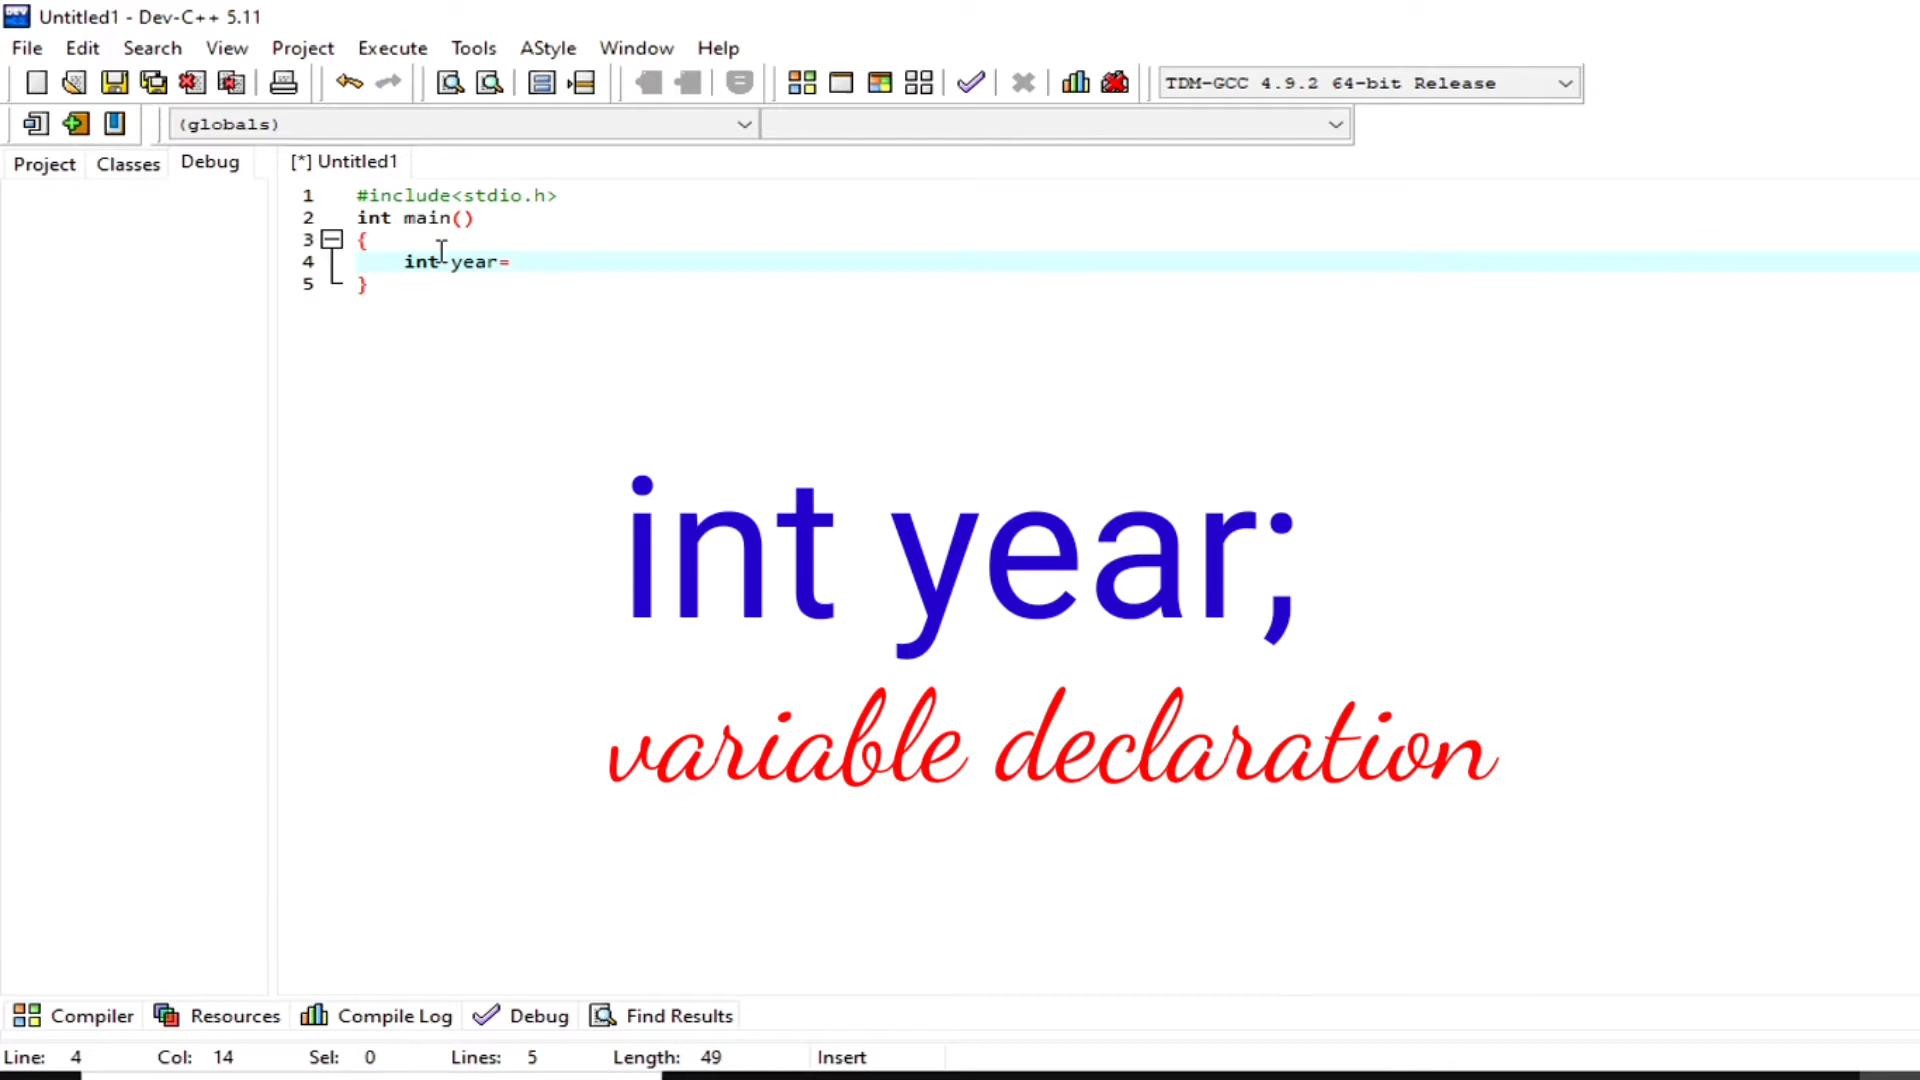 Untitled1 - Dev-C++ 5.11
File Edit Search View Project Execute Tools AStyle Window Help
TDM-GCC 4.9.2 64-bit Release
(globals)
Project Classes Debug [*] Untitled1
1 #include<stdio.h>
2 int main()
3 {
4 int year=
5 }
int year;
variable declaration
Compiler Resources Compile Log Debug Find Results
Line: 4 Col: 14 Sel: 0 Lines: 5 Length: 49 Insert